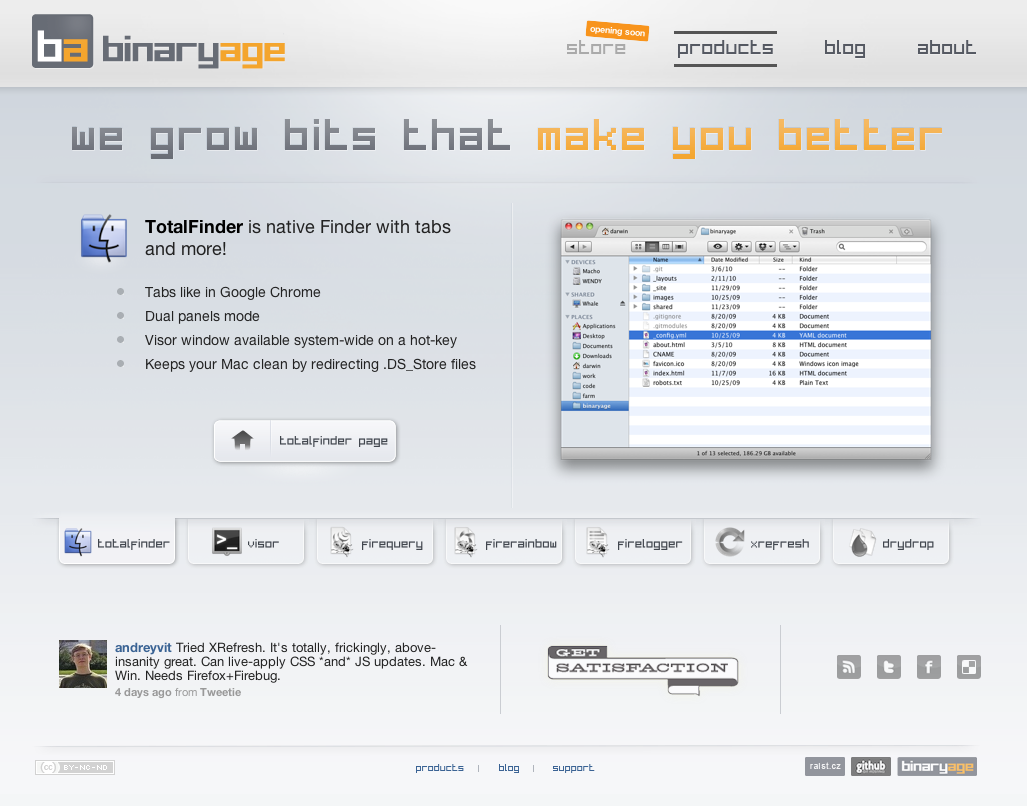 ba binaryage
opening soon
store products blog about
we grow bits that make you better
TotalFinder is native Finder with tabs
and more!
Tabs like in Google Chrome
Dual panels mode
Visor window available system-wide on a hot-key
Keeps your Mac clean by redirecting .DS_Store files
totalfinder page
darwin binaryage Trash
Name Date Modified Size Kind
.git 3/6/10 -- Folder
_layouts 2/11/10 -- Folder
_site 11/29/09 -- Folder
images 10/25/09 -- Folder
shared 11/23/09 -- Folder
.gitignore 8/20/09 4 KB Document
.gitmodules 8/20/09 4 KB Document
_config.yml 10/25/09 4 KB YAML document
about.html 3/5/10 8 KB HTML document
CNAME 8/20/09 4 KB Document
favicon.ico 8/20/09 4 KB Windows icon image
index.html 11/7/09 16 KB HTML document
robots.txt 10/25/09 4 KB Plain Text
DEVICES
Macho
WENDY
SHARED
Whale
PLACES
Applications
Desktop
Documents
Downloads
darwin
work
code
farm
binaryage
1 of 13 selected, 186.29 GB available
totalfinder visor firequery firerainbow firelogger xrefresh drydrop
andreyvit Tried XRefresh. It's totally, frickingly, above-
insanity great. Can live-apply CSS *and* JS updates. Mac &
Win. Needs Firefox+Firebug.
4 days ago from Tweetie
GET
SATISFACTION
cc BY-NC-ND
products | blog | support
raist.cz github binaryage